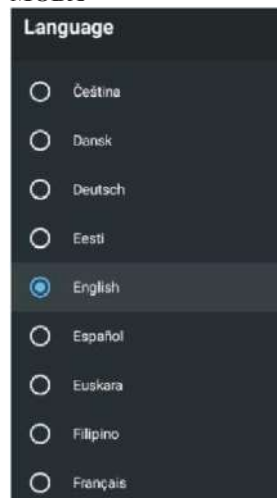 Language
Čeština
Dansk
Deutsch
Eesti
English
Español
Euskara
Filipino
Français